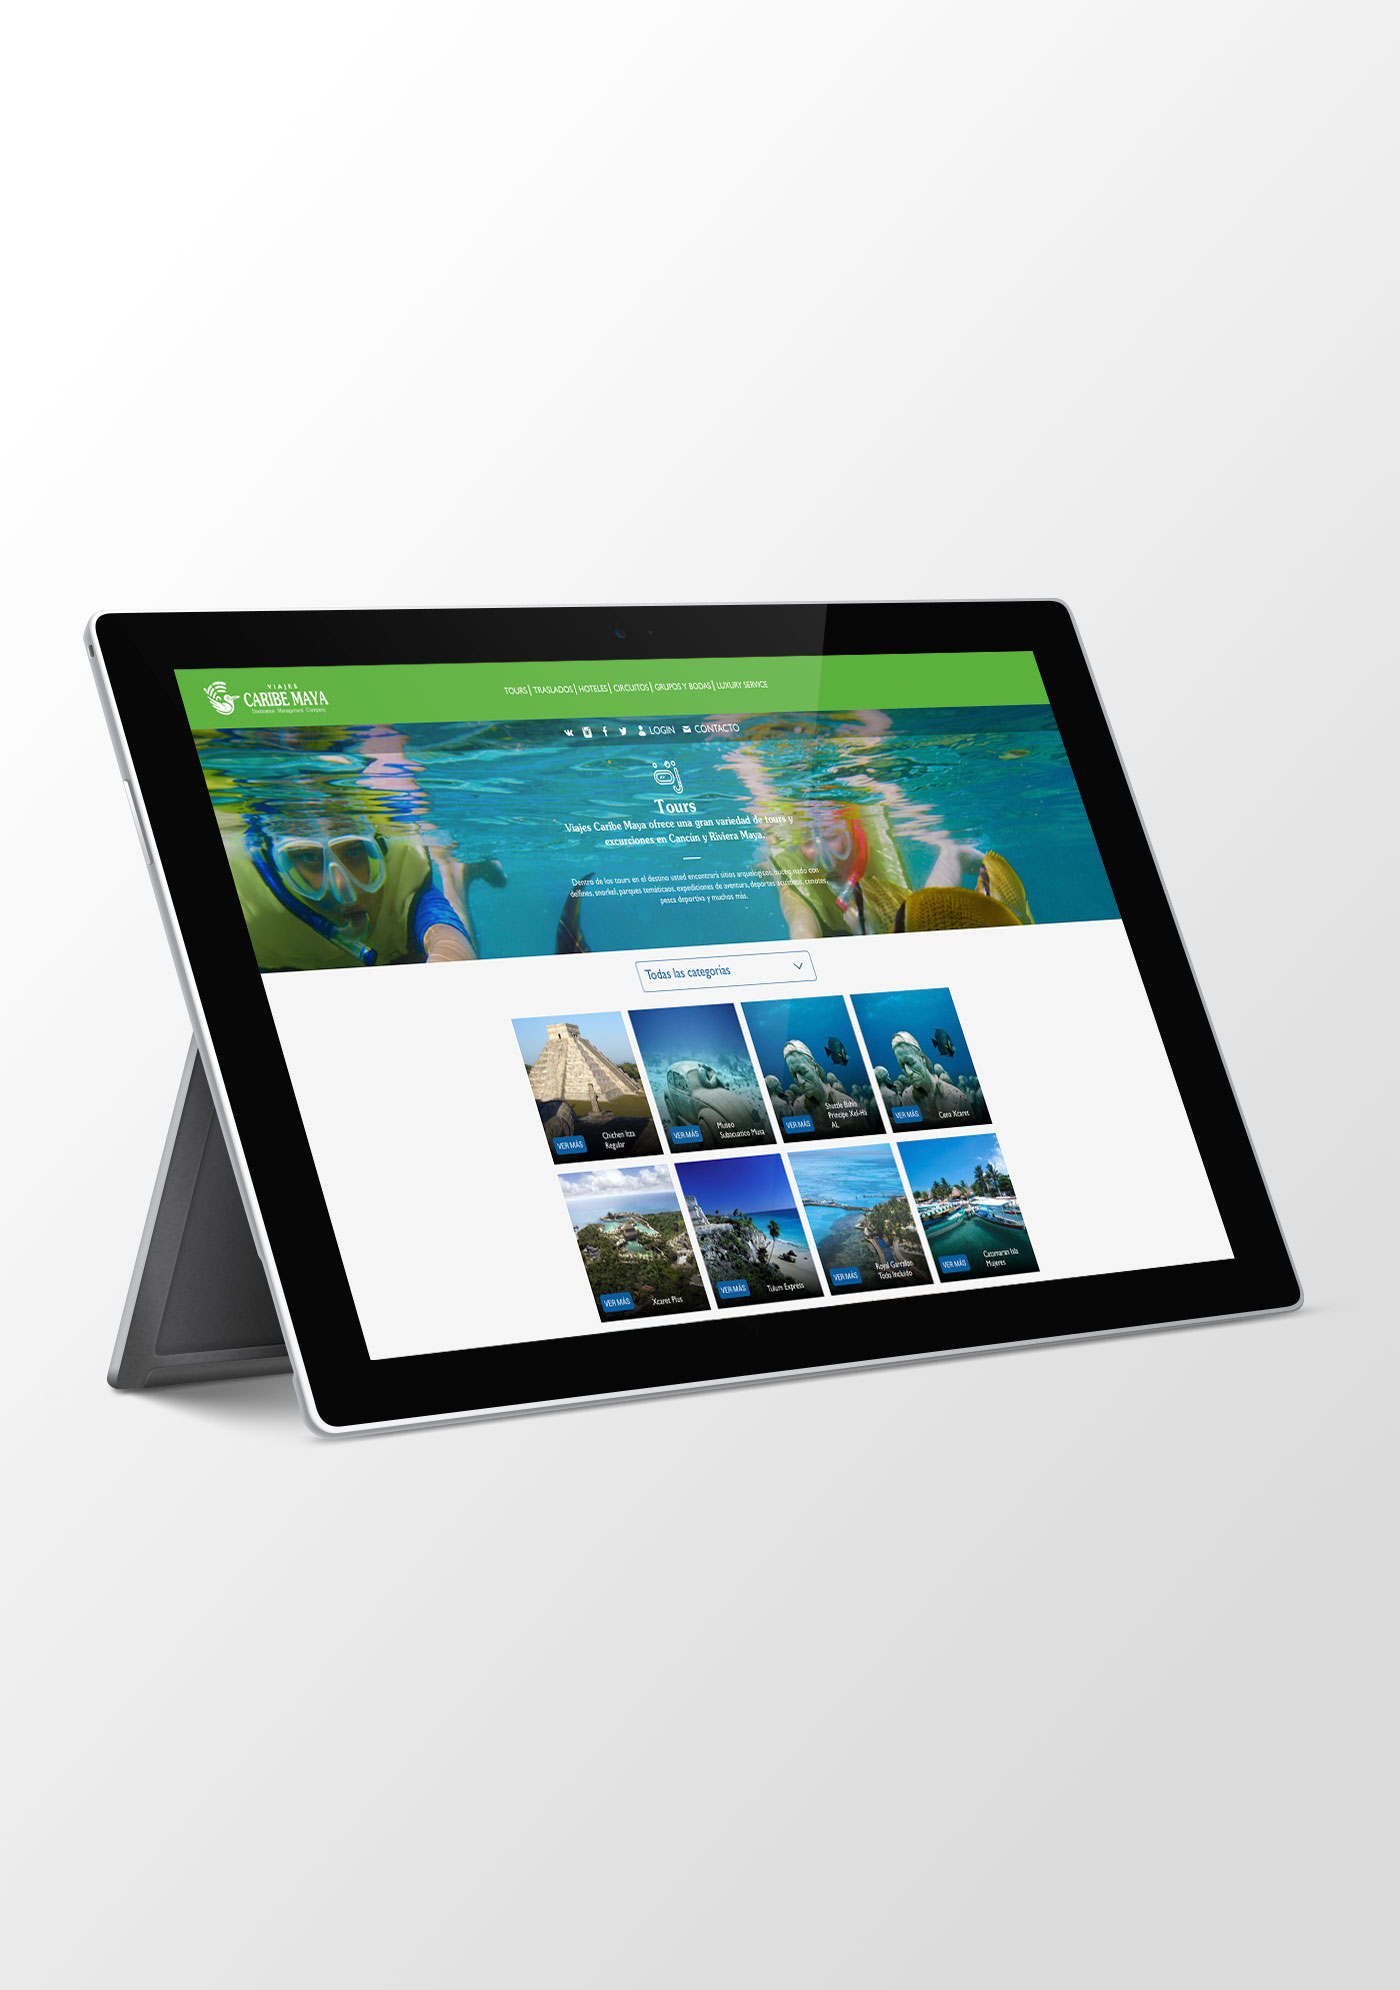 VIAJES
CARIBE MAYA
Destination Management Company
TOURS| TRASLADOS| HOTELES| CIRCUITOS| GRUPOS Y BODAS| LUXURY SERVICE
LOGIN CONTACTO
Tours
Viajes Caribe Maya ofrece una gran variedad de tours y
excursiones en Cancún y Riviera Maya.
Dentro de los tours en el destino usted encontrará sitios arqueologicos, buceo, nado con
delfines, snorkel, parques temáticaos, expediciones de aventura, deportes acuáticos, cenotes,
pesca deportiva y muchos más.
Todas las categorías
VER MÁS
Chichen Itza
Regular
VER MÁS
Museo
Subacuatico Musa
VER MÁS
Shuttle Bahia
Principe Xel-Há
AL
VER MÁS
Cena Xcaret
VER MÁS
Xcaret Plus
VER MÁS
Tulum Express
VER MÁS
Royal Garrafon
Todo Incluido
VER MÁS
Catamaran Isla
Mujeres